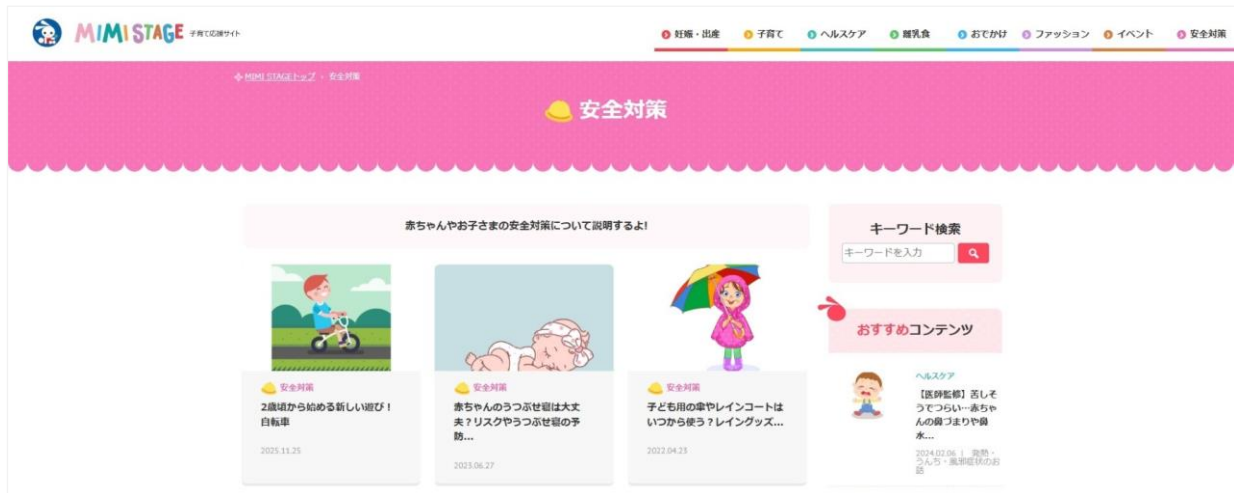 MIMI STAGE 子育て応援サイト
妊娠・出産 子育て ヘルスケア 離乳食 おでかけ ファッション イベント 安全対策
MIMI STAGEトップ › 安全対策
安全対策
赤ちゃんやお子さまの安全対策について説明するよ!
キーワード検索
キーワードを入力
安全対策
2歳頃から始める新しい遊び!
自転車
2025.11.25
安全対策
赤ちゃんのうつぶせ寝は大丈
夫?リスクやうつぶせ寝の予
防...
2023.06.27
安全対策
子ども用の傘やレインコートは
いつから使う?レイングッズ...
2022.04.23
おすすめコンテンツ
ヘルスケア
【医師監修】苦しそ
うでつらい…赤ちゃ
んの鼻づまりや鼻
水...
2024.02.06 | 発熱・
うんち・風邪症状のお
話